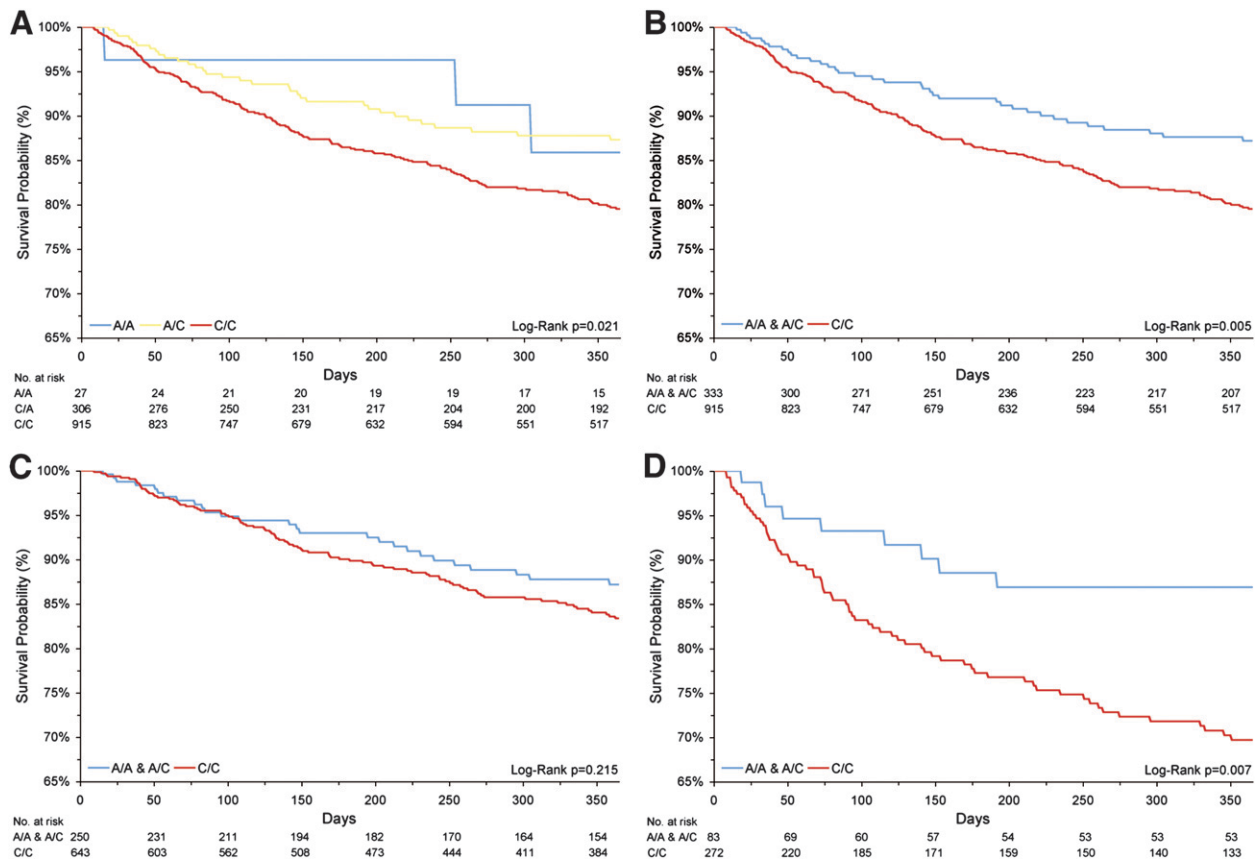 A
B
100%
95%
90%
85%
80%
75%
70%
65%
Survival Probability (%)
A/A A/C C/C
Log-Rank p=0.021
0 50 100 150 200 250 300 350
Days
No. at risk
A/A 27 24 21 20 19 19 17 15
C/A 306 276 250 231 217 204 200 192
C/C 915 823 747 679 632 594 551 517
100%
95%
90%
85%
80%
75%
70%
65%
Survival Probability (%)
A/A & A/C C/C
Log-Rank p=0.005
0 50 100 150 200 250 300 350
Days
No. at risk
A/A & A/C 333 300 271 251 236 223 217 207
C/C 915 823 747 679 632 594 551 517
C
D
100%
95%
90%
85%
80%
75%
70%
65%
Survival Probability (%)
A/A & A/C C/C
Log-Rank p=0.215
0 50 100 150 200 250 300 350
Days
No. at risk
A/A & A/C 250 231 211 194 182 170 164 154
C/C 643 603 562 508 473 444 411 384
100%
95%
90%
85%
80%
75%
70%
65%
Survival Probability (%)
A/A & A/C C/C
Log-Rank p=0.007
0 50 100 150 200 250 300 350
Days
No. at risk
A/A & A/C 83 69 60 57 54 53 53 53
C/C 272 220 185 171 159 150 140 133